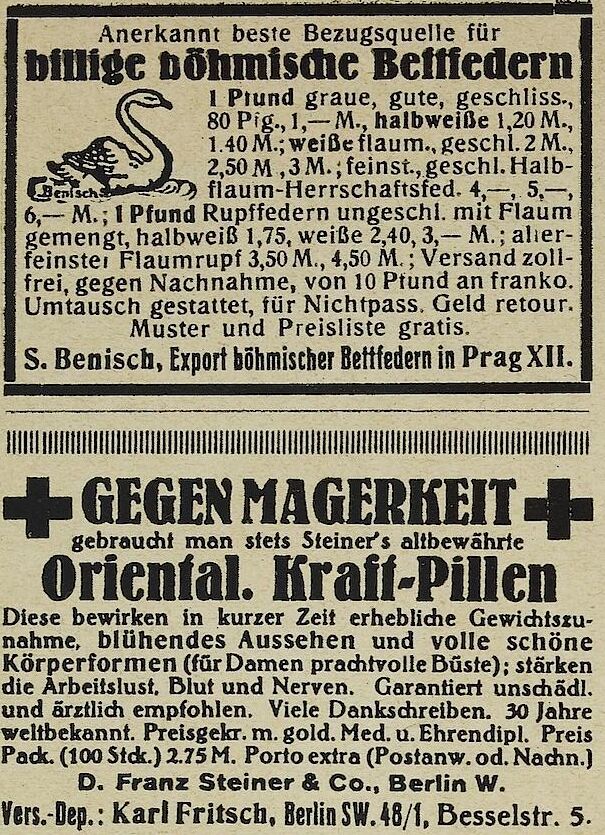 Anerkannt beste Bezugsquelle für
billige böhmische Bettfedern
1 Pfund graue, gute, geschliss.,
80 Pfg., 1,— M., halbweiße 1,20 M.,
1.40 M.; weiße flaum., geschl. 2 M.,
2,50 M., 3 M.; feinst., geschl. Halb-
flaum-Herrschaftsfed. 4,—, 5,—,
Benisch
6,— M.; 1 Pfund Rupffedern ungeschl. mit Flaum
gemengt, halbweiß 1,75, weiße 2,40, 3,— M.; aller-
feinster Flaumrupf 3,50 M., 4,50 M.; Versand zoll-
frei, gegen Nachnahme, von 10 Pfund an franko.
Umtausch gestattet, für Nichtpass. Geld retour.
Muster und Preisliste gratis.
S. Benisch, Export böhmischer Bettfedern in Prag XII.
GEGEN MAGERKEIT
gebraucht man stets Steiner's altbewährte
Oriental. Kraft-Pillen
Diese bewirken in kurzer Zeit erhebliche Gewichtszu-
nahme, blühendes Aussehen und volle schöne
Körperformen (für Damen prachtvolle Büste); stärken
die Arbeitslust, Blut und Nerven. Garantiert unschädl.
und ärztlich empfohlen. Viele Dankschreiben. 30 Jahre
weltbekannt. Preisgekr. m. gold. Med. u. Ehrendipl. Preis
Pack. (100 Stck.) 2.75 M. Porto extra (Postanw. od. Nachn.)
D. Franz Steiner & Co., Berlin W.
Vers.-Dep.: Karl Fritsch, Berlin SW. 48/1, Besselstr. 5.